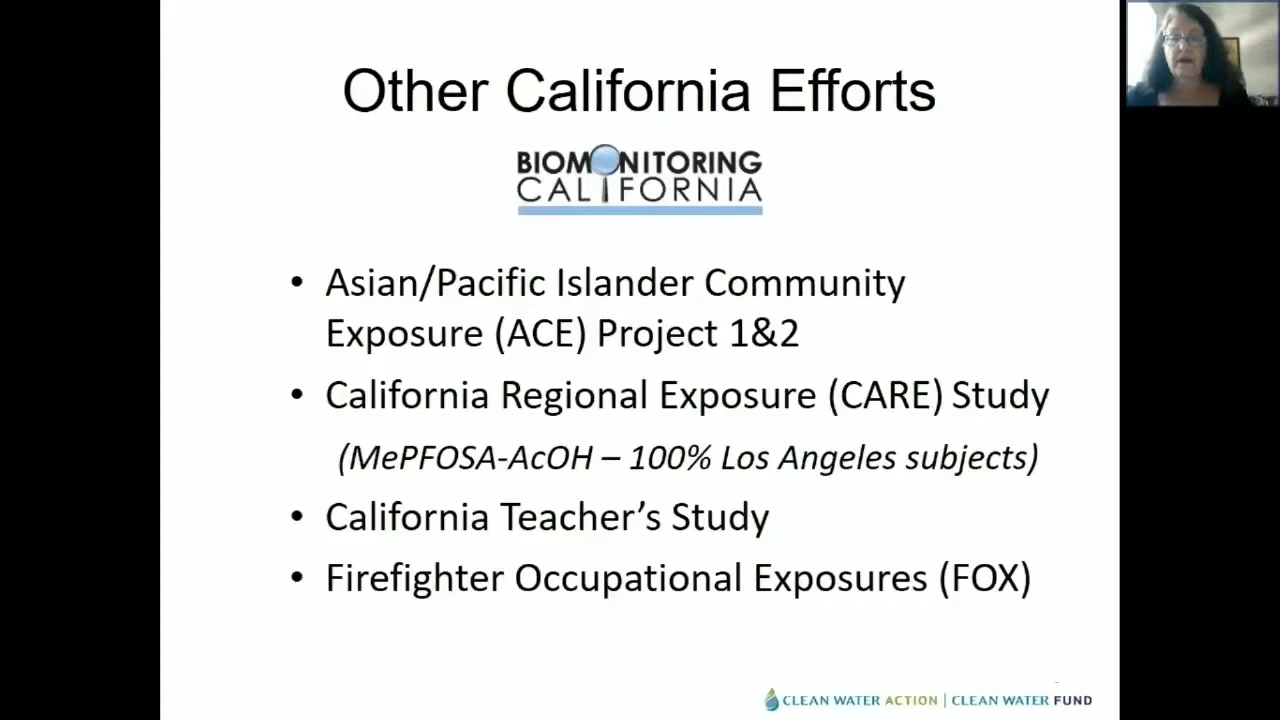 Other California Efforts
BIOMONITORING
CALIFORNIA
• Asian/Pacific Islander Community
Exposure (ACE) Project 1&2
• California Regional Exposure (CARE) Study
(MePFOSA-AcOH – 100% Los Angeles subjects)
• California Teacher’s Study
• Firefighter Occupational Exposures (FOX)
CLEAN WATER ACTION | CLEAN WATER FUND